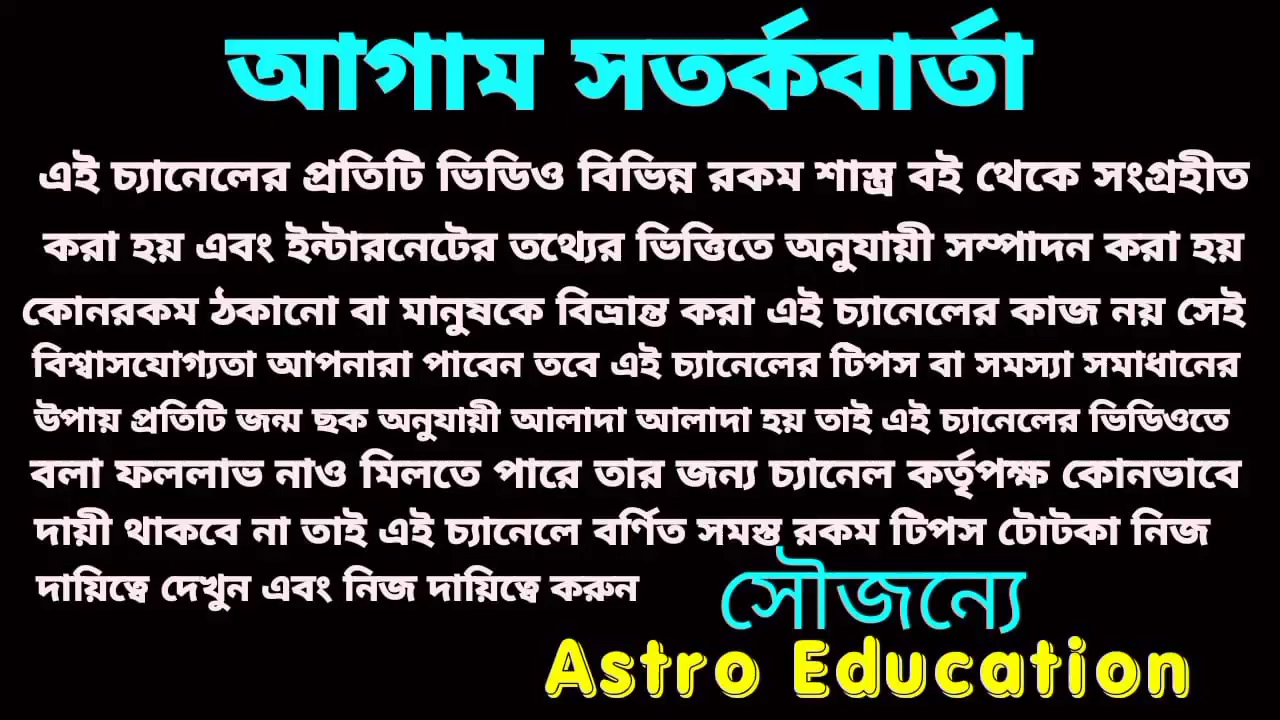 আগাম সতর্কবার্তা
এই চ্যানেলের প্রতিটি ভিডিও বিভিন্ন রকম শাস্ত্র বই থেকে সংগ্রহীত
করা হয় এবং ইন্টারনেটের তথ্যের ভিত্তিতে অনুযায়ী সম্পাদন করা হয়
কোনরকম ঠকানো বা মানুষকে বিভ্রান্ত করা এই চ্যানেলের কাজ নয় সেই
বিশ্বাসযোগ্যতা আপনারা পাবেন তবে এই চ্যানেলের টিপস বা সমস্যা সমাধানের
উপায় প্রতিটি জন্ম ছক অনুযায়ী আলাদা আলাদা হয় তাই এই চ্যানেলের ভিডিওতে
বলা ফললাভ নাও মিলতে পারে তার জন্য চ্যানেল কর্তৃপক্ষ কোনভাবে
দায়ী থাকবে না তাই এই চ্যানেলে বর্ণিত সমস্ত রকম টিপস টোটকা নিজ
দায়িত্বে দেখুন এবং নিজ দায়িত্বে করুন
সৌজন্যে
Astro Education